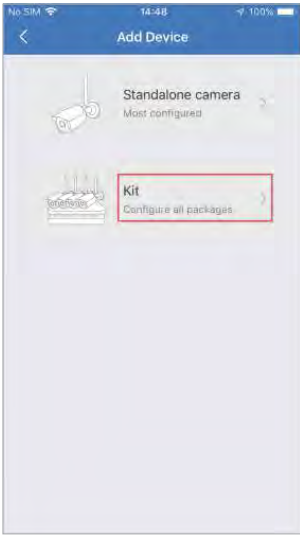 No SIM 14:48 100%
Add Device
Standalone camera
Most configured
Kit
Configure all packages